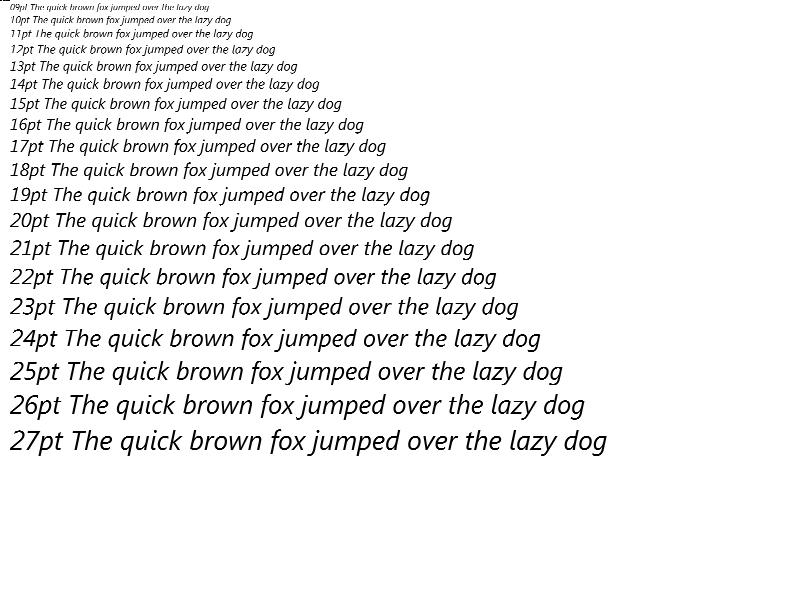 09pt The quick brown fox jumped over the lazy dog
10pt The quick brown fox jumped over the lazy dog
11pt The quick brown fox jumped over the lazy dog
12pt The quick brown fox jumped over the lazy dog
13pt The quick brown fox jumped over the lazy dog
14pt The quick brown fox jumped over the lazy dog
15pt The quick brown fox jumped over the lazy dog
16pt The quick brown fox jumped over the lazy dog
17pt The quick brown fox jumped over the lazy dog
18pt The quick brown fox jumped over the lazy dog
19pt The quick brown fox jumped over the lazy dog
20pt The quick brown fox jumped over the lazy dog
21pt The quick brown fox jumped over the lazy dog
22pt The quick brown fox jumped over the lazy dog
23pt The quick brown fox jumped over the lazy dog
24pt The quick brown fox jumped over the lazy dog
25pt The quick brown fox jumped over the lazy dog
26pt The quick brown fox jumped over the lazy dog
27pt The quick brown fox jumped over the lazy dog